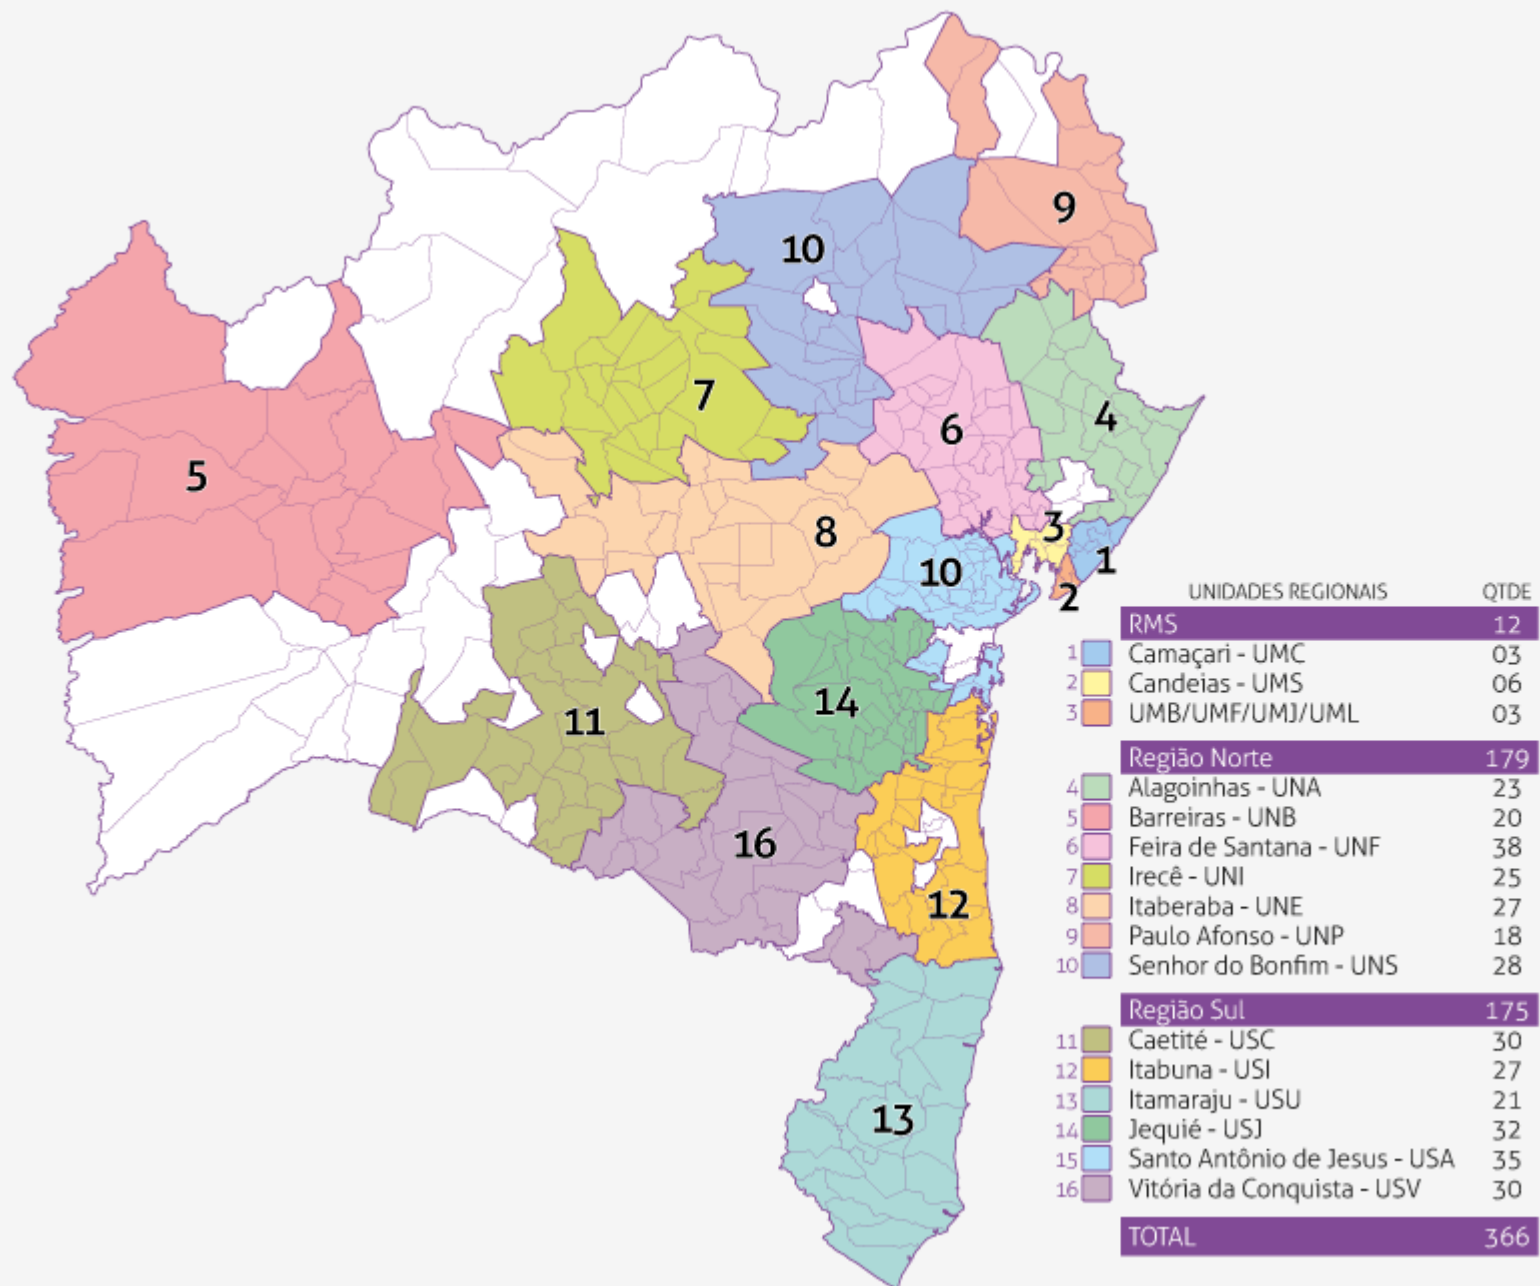 9
10
7
4
6
5
8
3
1
10
2
14
11
16
12
13
UNIDADES REGIONAIS QTDE
RMS 12
1 Camaçari - UMC 03
2 Candeias - UMS 06
3 UMB/UMF/UMJ/UML 03
Região Norte 179
4 Alagoinhas - UNA 23
5 Barreiras - UNB 20
6 Feira de Santana - UNF 38
7 Irecê - UNI 25
8 Itaberaba - UNE 27
9 Paulo Afonso - UNP 18
10 Senhor do Bonfim - UNS 28
Região Sul 175
11 Caetité - USC 30
12 Itabuna - USI 27
13 Itamaraju - USU 21
14 Jequié - USJ 32
15 Santo Antônio de Jesus - USA 35
16 Vitória da Conquista - USV 30
TOTAL 366